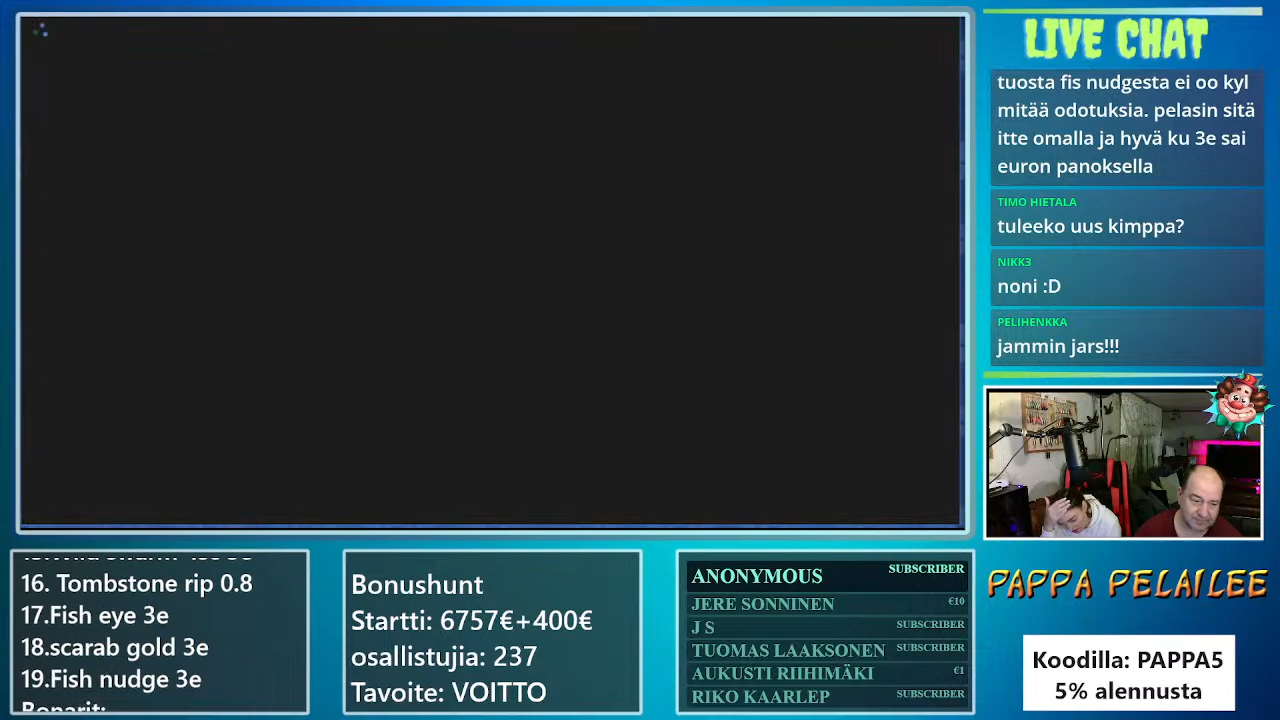 LIVE CHAT
tuosta fis nudgesta ei oo kyl
mitää odotuksia. pelasin sitä
itte omalla ja hyvä ku 3e sai
euron panoksella
TIMO HIETALA
tuleeko uus kimppa?
NIKK3
noni :D
PELIHENKKA
jammin jars!!!
16. Tombstone rip 0.8
17.Fish eye 3e
18.scarab gold 3e
19.Fish nudge 3e
Bonushunt
Startti: 6757€+400€
osallistujia: 237
Tavoite: VOITTO
ANONYMOUS SUBSCRIBER
JERE SONNINEN €10
J S SUBSCRIBER
TUOMAS LAAKSONEN SUBSCRIBER
AUKUSTI RIIHIMÄKI €1
RIKO KAARLEP SUBSCRIBER
PAPPA PELAILEE
Koodilla: PAPPA5
5% alennusta